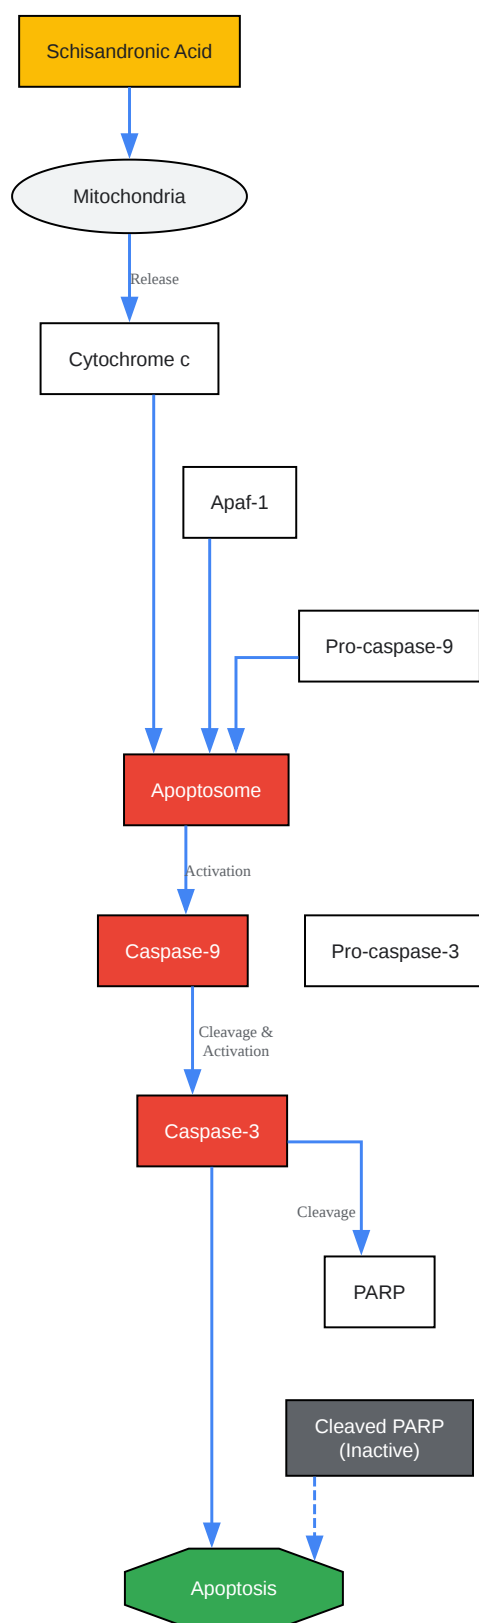 Schisandronic Acid
Mitochondria
Release
Cytochrome c
Apaf-1
Pro-caspase-9
Apoptosome
Activation
Caspase-9
Pro-caspase-3
Cleavage &
Activation
Caspase-3
Cleavage
PARP
Cleaved PARP
(Inactive)
Apoptosis